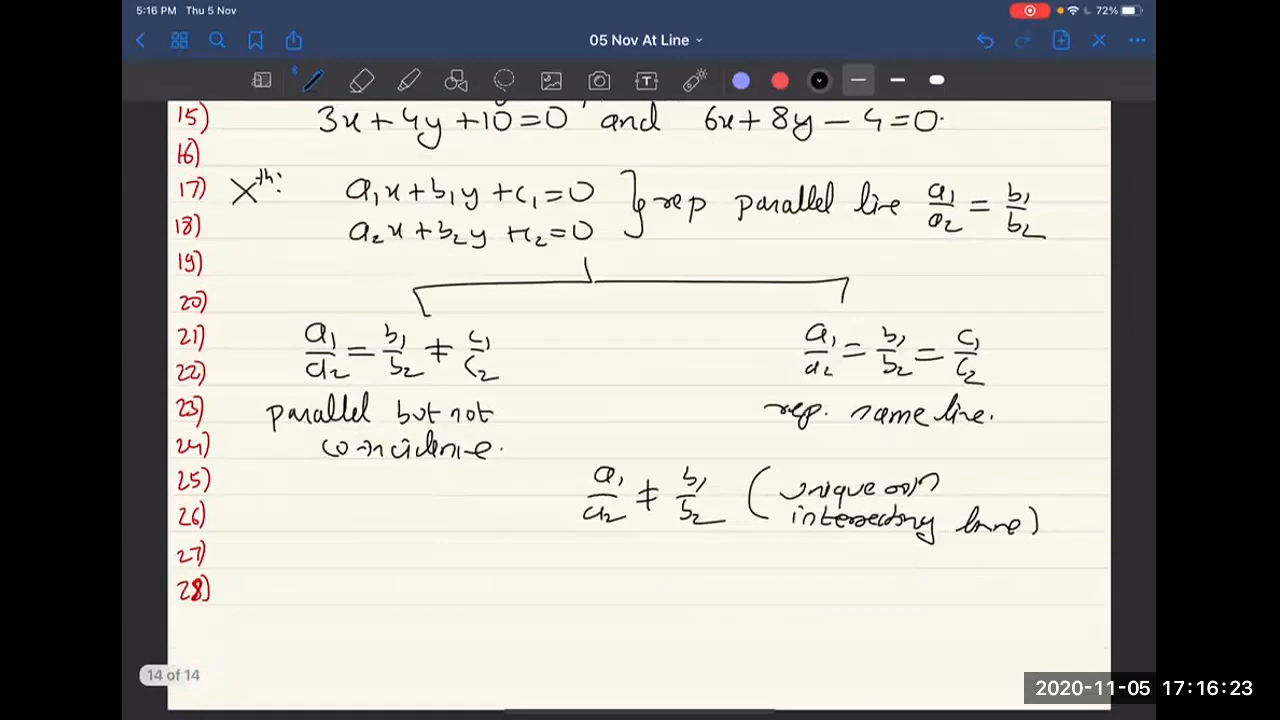 5:16 PM Thu 5 Nov
72%
05 Nov At Line
T
15) 3x + 4y + 10 = 0 and 6x + 8y - 4 = 0.
16)
17) Xth: a₁x + b₁y + c₁ = 0 } rep parallel line a₁/a₂ = b₁/b₂
18) a₂x + b₂y + c₂ = 0
19)
20)
21) a₁/a₂ = b₁/b₂ ≠ c₁/c₂ a₁/a₂ = b₁/b₂ = c₁/c₂
22)
23) parallel but not rep. same line.
24)
25) a₁/a₂ ≠ b₁/b₂ (unique soln
26) intersecting line)
27)
28)
14 of 14
2020-11-05 17:16:23